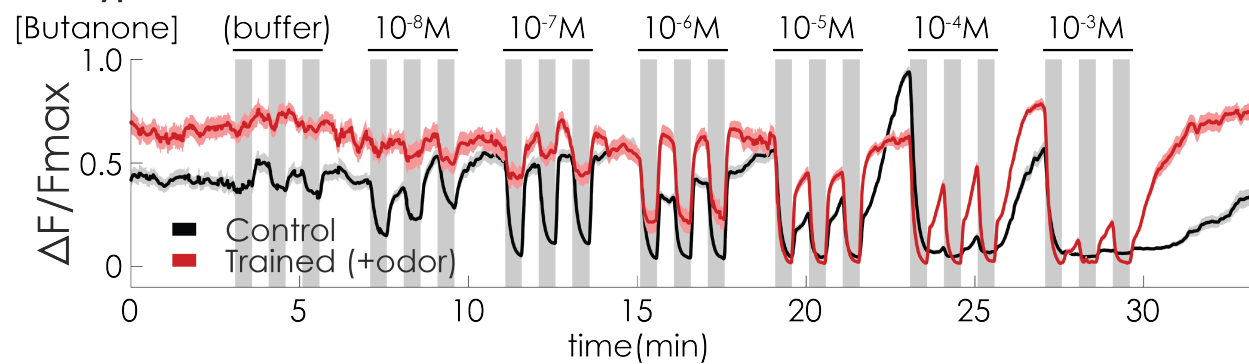 [Butanone] (buffer) 10-8M 10-7M 10-6M 10-5M 10-4M 10-3M
1.0
0.5
0
ΔF/Fmax
Control
Trained (+odor)
0 5 10 15 20 25 30
time(min)